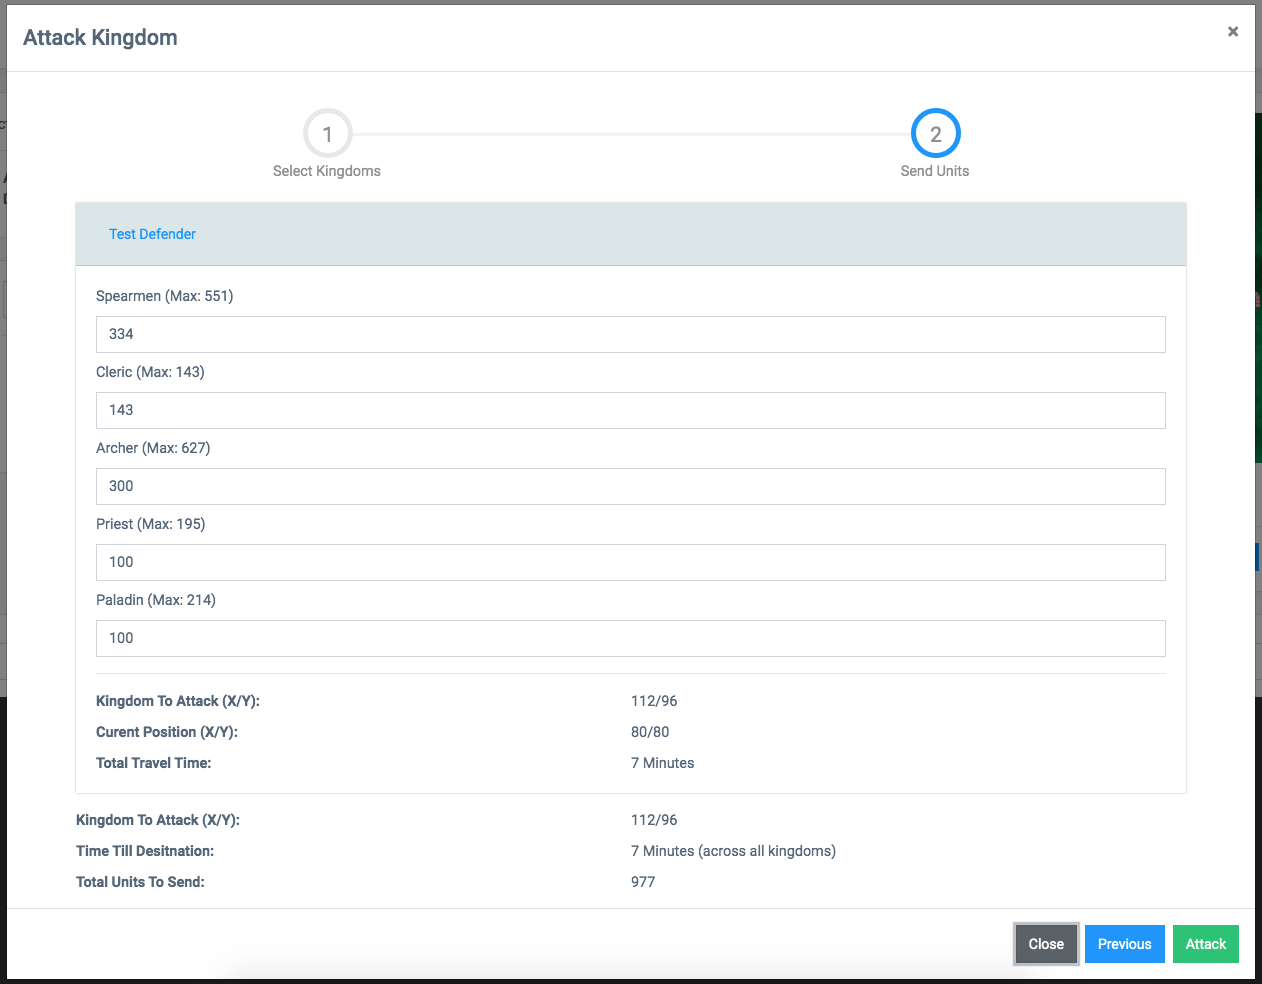 Attack Kingdom
×
1
2
Select Kingdoms
Send Units
Test Defender
Spearmen (Max: 551)
334
Cleric (Max: 143)
143
Archer (Max: 627)
300
Priest (Max: 195)
100
Paladin (Max: 214)
100
Kingdom To Attack (X/Y): 112/96
Curent Position (X/Y): 80/80
Total Travel Time: 7 Minutes
Kingdom To Attack (X/Y): 112/96
Time Till Desitnation: 7 Minutes (across all kingdoms)
Total Units To Send: 977
Close Previous Attack